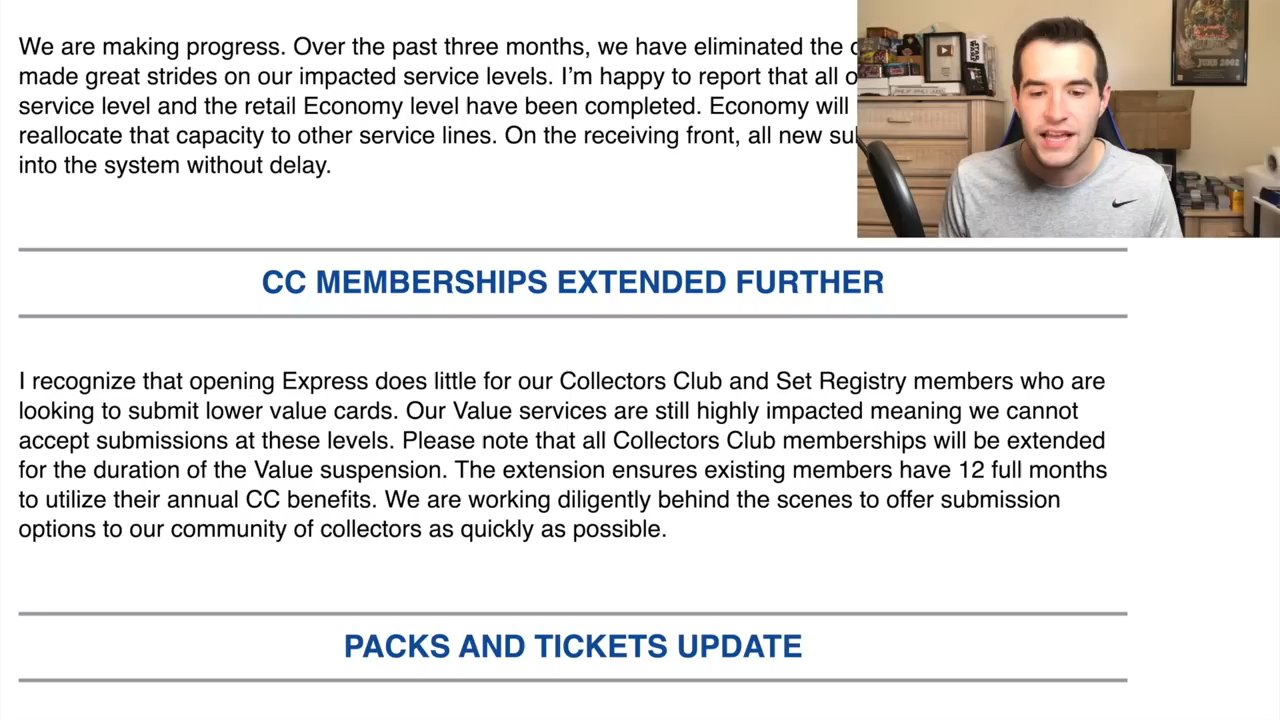 We are making progress. Over the past three months, we have eliminated the
made great strides on our impacted service levels. I'm happy to report that all
service level and the retail Economy level have been completed. Economy will
reallocate that capacity to other service lines. On the receiving front, all new
into the system without delay.
CC MEMBERSHIPS EXTENDED FURTHER
I recognize that opening Express does little for our Collectors Club and Set Registry members who are
looking to submit lower value cards. Our Value services are still highly impacted meaning we cannot
accept submissions at these levels. Please note that all Collectors Club memberships will be extended
for the duration of the Value suspension. The extension ensures existing members have 12 full months
to utilize their annual CC benefits. We are working diligently behind the scenes to offer submission
options to our community of collectors as quickly as possible.
PACKS AND TICKETS UPDATE
JUNE 2002